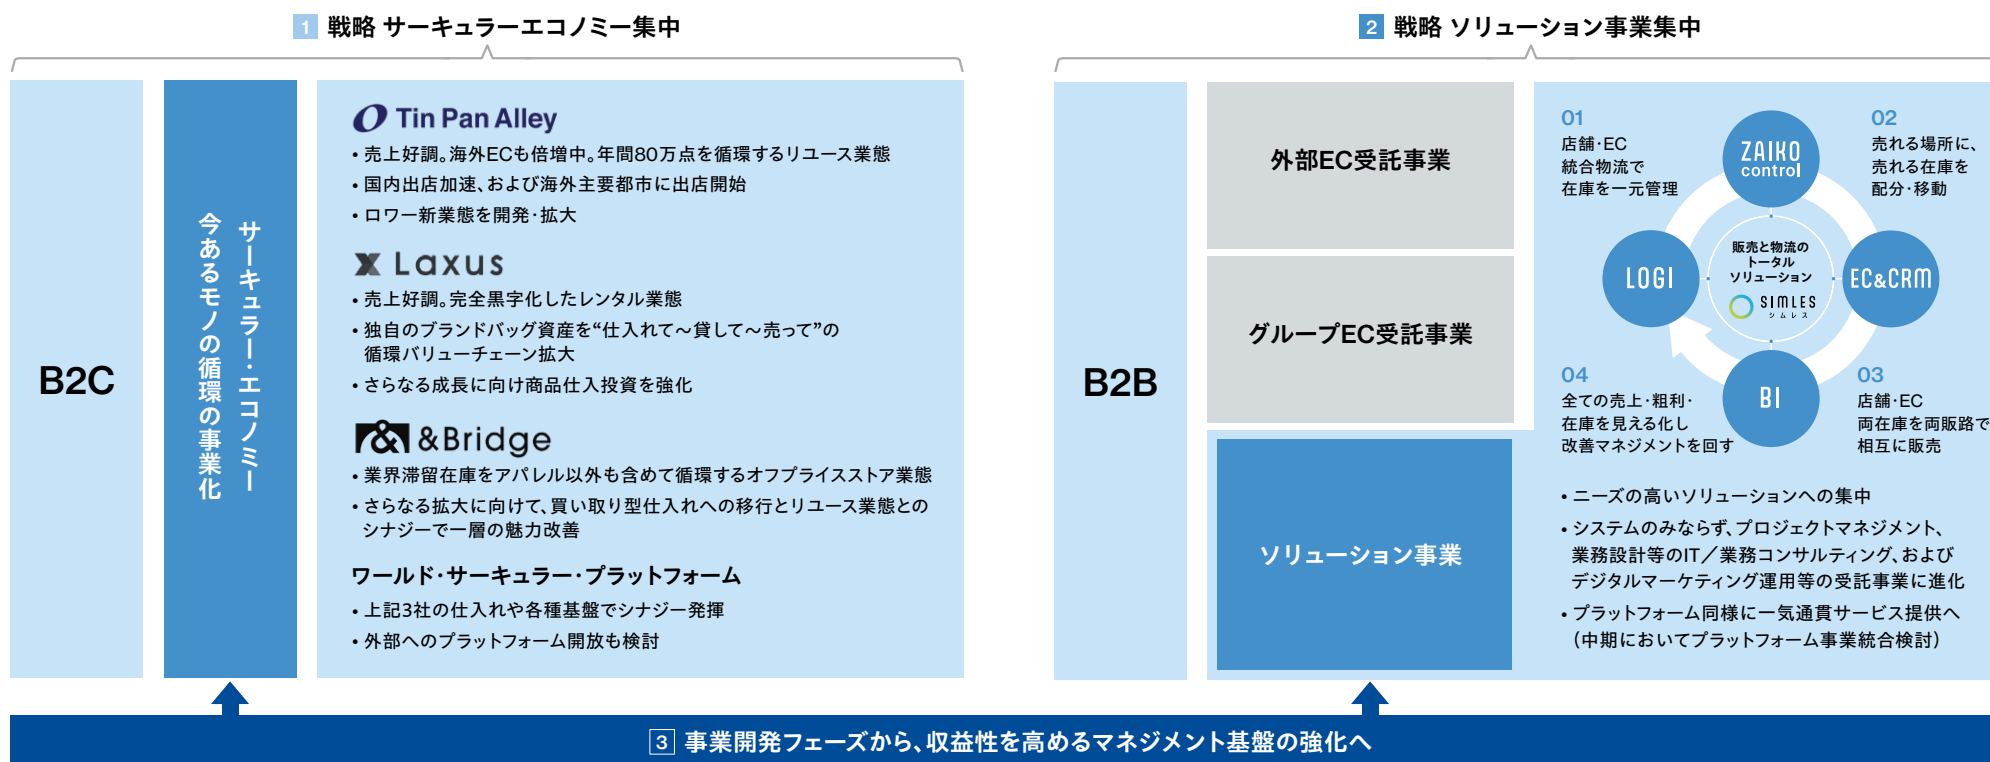 1 戦略 サーキュラーエコノミー集中
B2C
サーキュラー・エコノミー
今あるモノの循環の事業化
Tin Pan Alley
• 売上好調。海外ECも倍増中。年間80万点を循環するリユース業態
• 国内出店加速、および海外主要都市に出店開始
• ロワー新業態を開発・拡大
Laxus
• 売上好調。完全黒字化したレンタル業態
• 独自のブランドバッグ資産を“仕入れて～貸して～売って”の
循環バリューチェーン拡大
• さらなる成長に向け商品仕入投資を強化
& &Bridge
• 業界滞留在庫をアパレル以外も含めて循環するオフプライスストア業態
• さらなる拡大に向けて、買い取り型仕入れへの移行とリユース業態との
シナジーで一層の魅力改善
ワールド・サーキュラー・プラットフォーム
• 上記3社の仕入れや各種基盤でシナジー発揮
• 外部へのプラットフォーム開放も検討
2 戦略 ソリューション事業集中
B2B
外部EC受託事業
グループEC受託事業
ソリューション事業
01
店舗・EC
統合物流で
在庫を一元管理
ZAIKO
control
02
売れる場所に、
売れる在庫を
配分・移動
LOGI
販売と物流の
トータル
ソリューション
SIMLES
シムレス
EC&CRM
04
全ての売上・粗利・
在庫を見える化し
改善マネジメントを回す
BI
03
店舗・EC
両在庫を両販路で
相互に販売
• ニーズの高いソリューションへの集中
• システムのみならず、プロジェクトマネジメント、
業務設計等のIT／業務コンサルティング、および
デジタルマーケティング運用等の受託事業に進化
• プラットフォーム同様に一気通貫サービス提供へ
（中期においてプラットフォーム事業統合検討）
3 事業開発フェーズから、収益性を高めるマネジメント基盤の強化へ